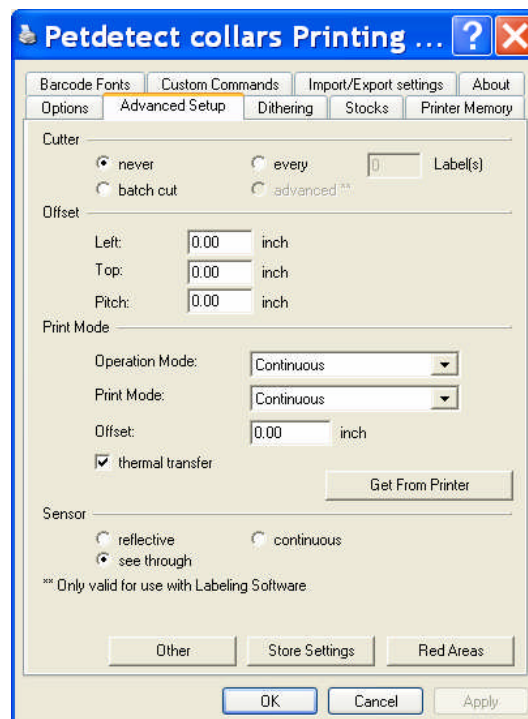 Petdetect collars Printing ...
Barcode Fonts Custom Commands Import/Export settings About
Options Advanced Setup Dithering Stocks Printer Memory
Cutter
never every 0 Label(s)
batch cut advanced **
Offset
Left: 0.00 inch
Top: 0.00 inch
Pitch: 0.00 inch
Print Mode
Operation Mode: Continuous
Print Mode: Continuous
Offset: 0.00 inch
thermal transfer
Get From Printer
Sensor
reflective continuous
see through
** Only valid for use with Labeling Software
Other Store Settings Red Areas
OK Cancel Apply